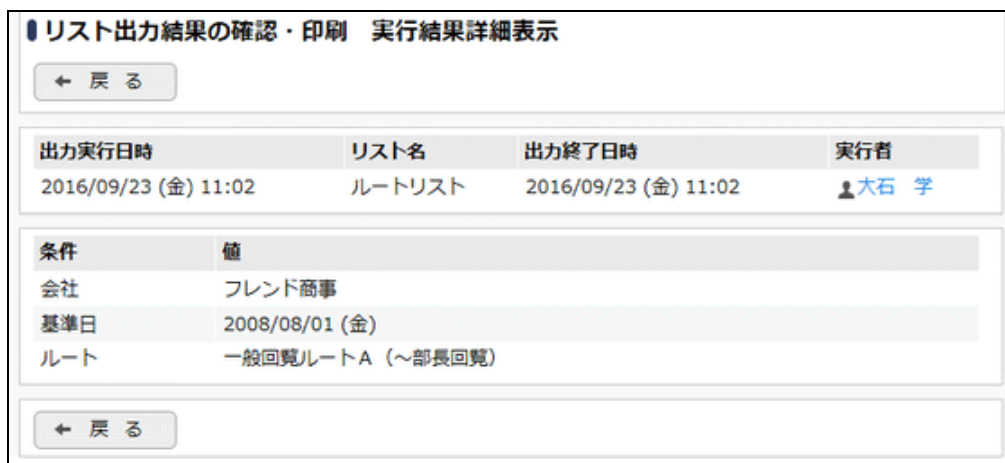 リスト出力結果の確認・印刷 実行結果詳細表示
← 戻 る
出力実行日時 リスト名 出力終了日時 実行者
2016/09/23 (金) 11:02 ルートリスト 2016/09/23 (金) 11:02 大石 学
条件 値
会社 フレンド商事
基準日 2008/08/01 (金)
ルート 一般回覧ルートA（～部長回覧）
← 戻 る